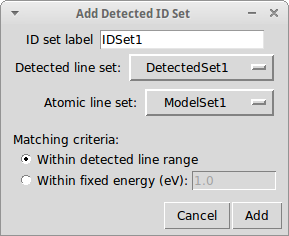 Add Detected ID Set
ID set label IDSet1
Detected line set: DetectedSet1
Atomic line set: ModelSet1
Matching criteria:
Within detected line range
Within fixed energy (eV): 1.0
Cancel Add